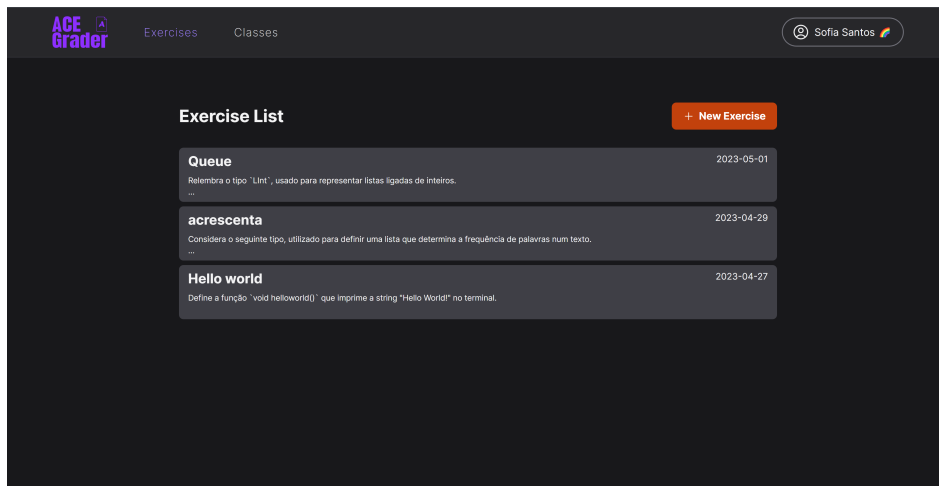 ACE
Grader
Exercises
Classes
Sofia Santos 🌈
Exercise List
+ New Exercise
Queue
2023-05-01
Relembra o tipo `LInt`, usado para representar listas ligadas de inteiros.
...
acrescenta
2023-04-29
Considera o seguinte tipo, utilizado para definir uma lista que determina a frequência de palavras num texto.
...
Hello world
2023-04-27
Define a função `void helloworld()` que imprime a string "Hello World!" no terminal.